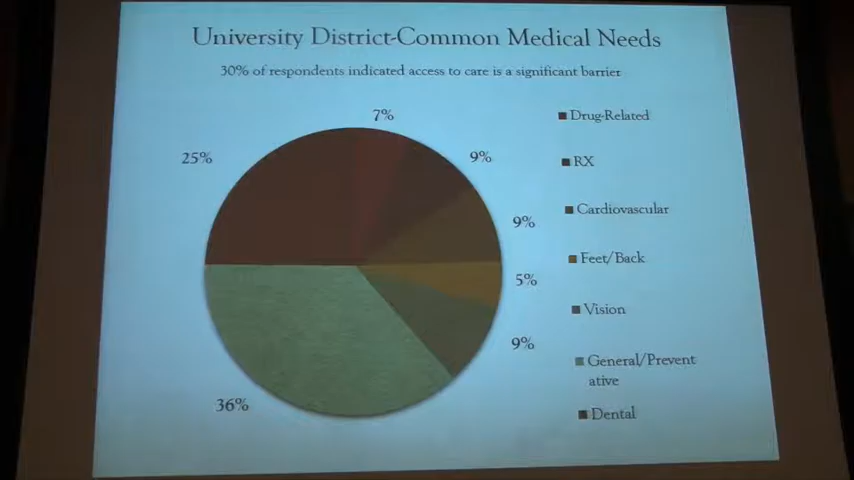 University District-Common Medical Needs
30% of respondents indicated access to care is a significant barrier
7%
25%
9%
9%
5%
9%
36%
Drug-Related
RX
Cardiovascular
Feet/Back
Vision
General/Prevent
ative
Dental